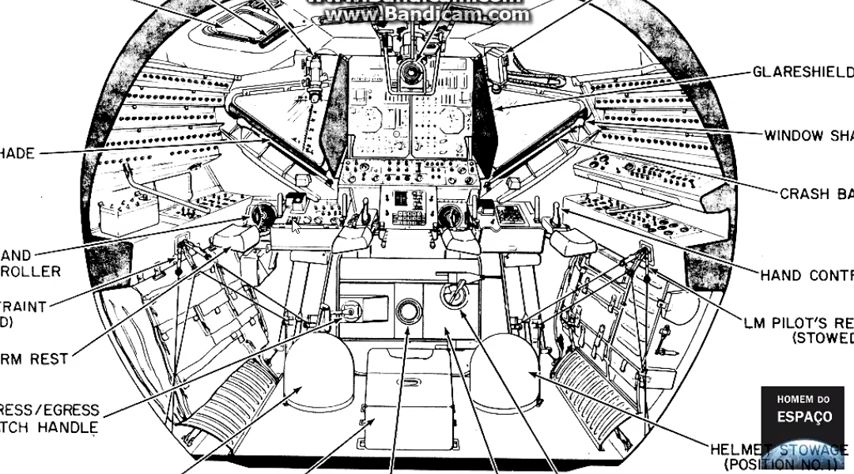 www.Bandicam.com
GLARESHIELD
WINDOW SHA
HADE
CRASH BA
AND
ROLLER
HAND CONT
TRAINT
D)
LM PILOT'S RE
(STOWED
RM REST
RESS/EGRESS
TCH HANDLE
HOMEM DO
ESPAÇO
HELMET STOWAGE
(POSITION NO.1)